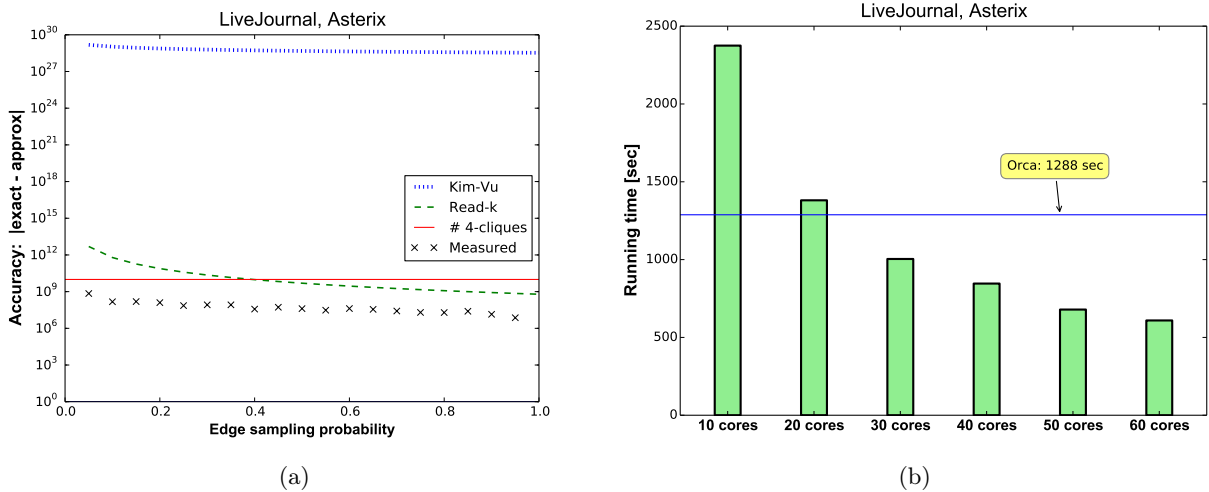 LiveJournal, Asterix
Accuracy: |exact - approx|
10^30
10^27
10^24
10^21
10^18
10^15
10^12
10^9
10^6
10^3
10^0
Kim-Vu
Read-k
# 4-cliques
Measured
0.0 0.2 0.4 0.6 0.8 1.0
Edge sampling probability
(a)
LiveJournal, Asterix
Running time [sec]
2500
2000
1500
1000
500
0
Orca: 1288 sec
10 cores 20 cores 30 cores 40 cores 50 cores 60 cores
(b)